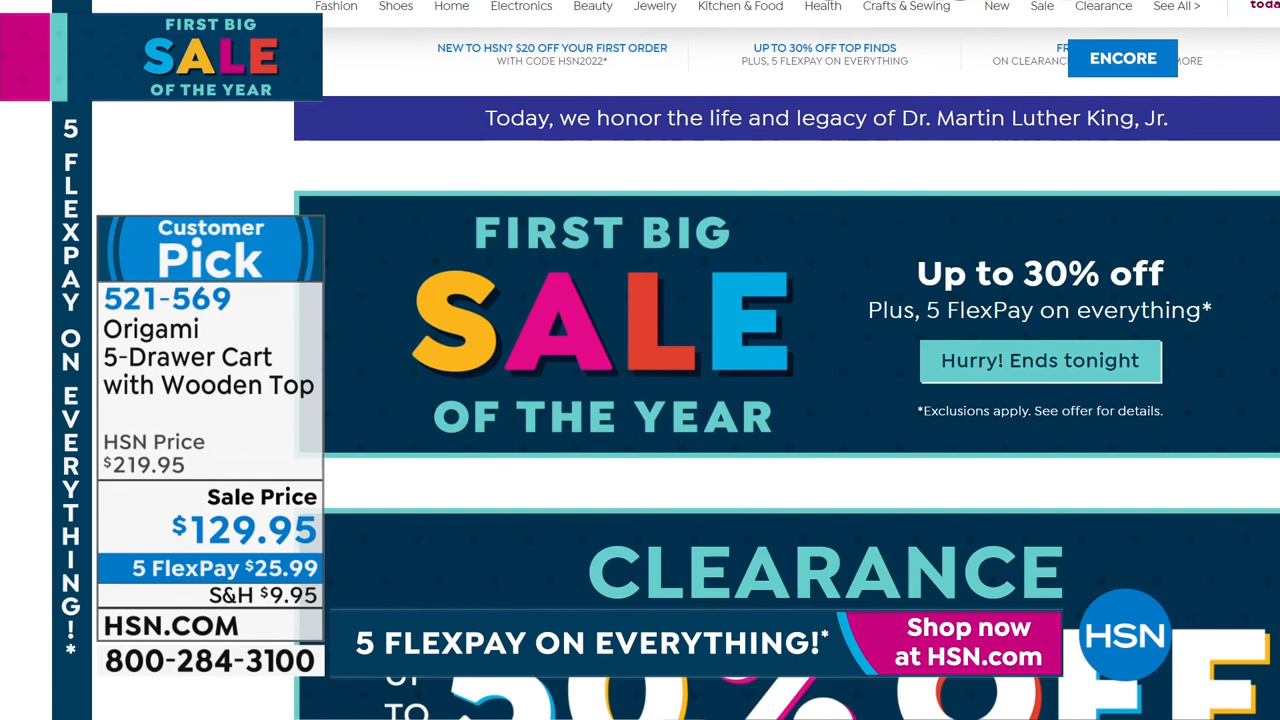 Fashion Shoes Home Electronics Beauty Jewelry Kitchen & Food Health Crafts & Sewing New Sale Clearance See All >
FIRST BIG
SALE
OF THE YEAR
NEW TO HSN? $20 OFF YOUR FIRST ORDER
WITH CODE HSN2022*
UP TO 30% OFF TOP FINDS
PLUS, 5 FLEXPAY ON EVERYTHING
ENCORE
Today, we honor the life and legacy of Dr. Martin Luther King, Jr.
5 FLEXPAY ON EVERYTHING!*
Customer
Pick
521-569
Origami
5-Drawer Cart
with Wooden Top
HSN Price
$219.95
Sale Price
$129.95
5 FlexPay $25.99
S&H $9.95
HSN.COM
800-284-3100
FIRST BIG
SALE
OF THE YEAR
Up to 30% off
Plus, 5 FlexPay on everything*
Hurry! Ends tonight
*Exclusions apply. See offer for details.
CLEARANCE
5 FLEXPAY ON EVERYTHING!*
Shop now
at HSN.com
HSN
TO